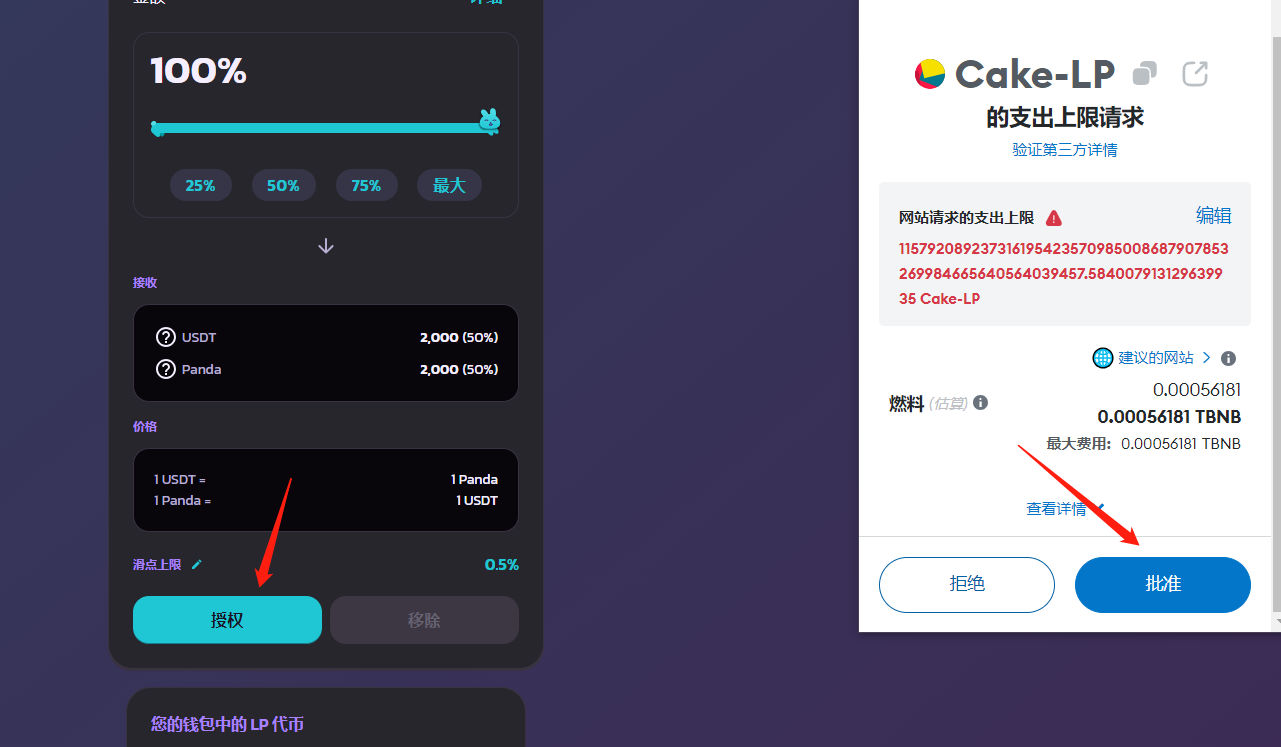 100%
25%
50%
75%
最大
接收
USDT
2,000 (50%)
Panda
2,000 (50%)
价格
1 USDT =
1 Panda
1 Panda =
1 USDT
滑点上限
0.5%
授权
移除
您的钱包中的 LP 代币
Cake-LP
的支出上限请求
验证第三方详情
网站请求的支出上限
编辑
115792089237316195423570985008687907853
269984665640564039457.5840079131296399
35 Cake-LP
建议的网站
0.00056181
燃料 (估算)
0.00056181 TBNB
最大费用: 0.00056181 TBNB
查看详情
拒绝
批准